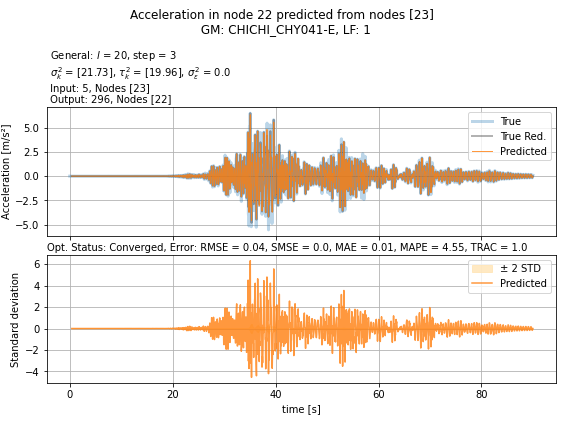 Acceleration in node 22 predicted from nodes [23]
GM: CHICHI_CHY041-E, LF: 1
General: l = 20, step = 3
σ²ₖ = [21.73], τ²ₖ = [19.96], σ²ε = 0.0
Input: 5, Nodes [23]
Output: 296, Nodes [22]
Acceleration [m/s²]
5.0
2.5
0.0
−2.5
−5.0
True
True Red.
Predicted
Opt. Status: Converged, Error: RMSE = 0.04, SMSE = 0.0, MAE = 0.01, MAPE = 4.55, TRAC = 1.0
Standard deviation
6
4
2
0
−2
−4
± 2 STD
Predicted
0 20 40 60 80
time [s]